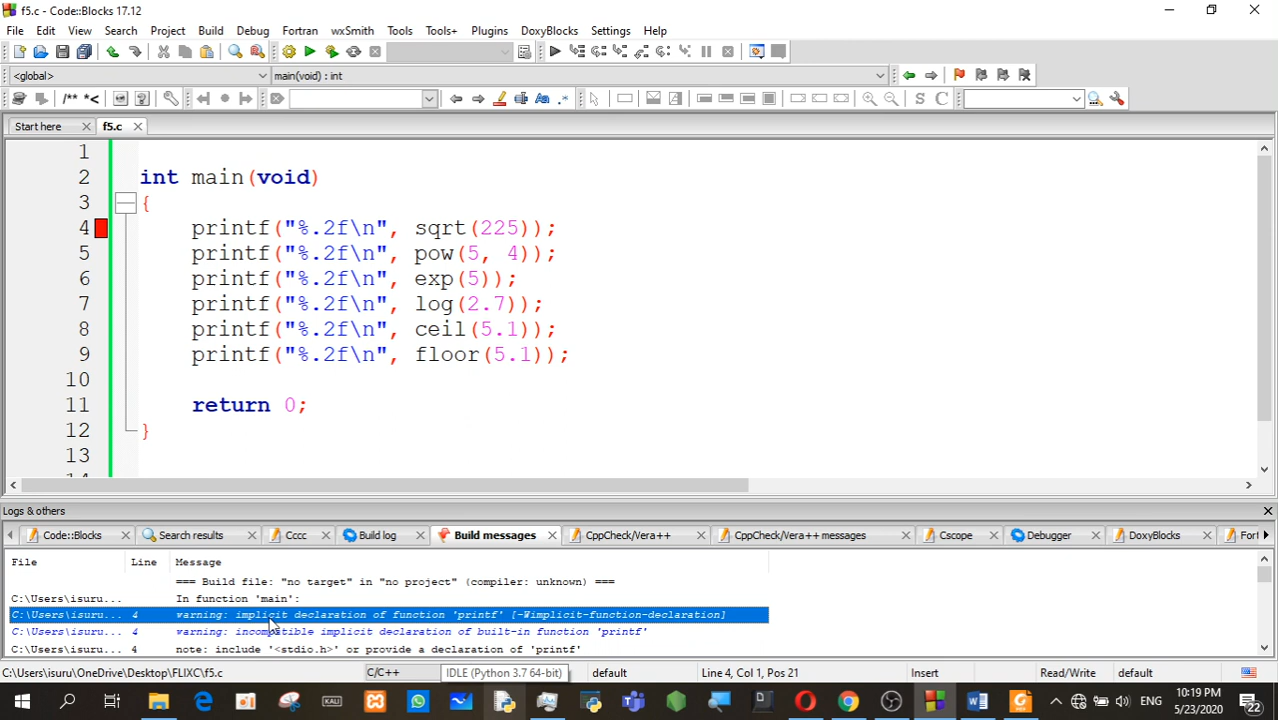 f5.c - Code::Blocks 17.12
File Edit View Search Project Build Debug Fortran wxSmith Tools Tools+ Plugins DoxyBlocks Settings Help
<global> main(void) : int
/** *<
Start here f5.c
1
2 int main(void)
3 {
4 printf("%.2f\n", sqrt(225));
5 printf("%.2f\n", pow(5, 4));
6 printf("%.2f\n", exp(5));
7 printf("%.2f\n", log(2.7));
8 printf("%.2f\n", ceil(5.1));
9 printf("%.2f\n", floor(5.1));
10
11 return 0;
12 }
13
Logs & others
Code::Blocks Search results Cccc Build log Build messages CppCheck/Vera++ CppCheck/Vera++ messages Cscope Debugger DoxyBlocks Fort
File Line Message
=== Build file: "no target" in "no project" (compiler: unknown) ===
C:\Users\isuru... In function 'main':
C:\Users\isuru... 4 warning: implicit declaration of function 'printf' [-Wimplicit-function-declaration]
C:\Users\isuru... 4 warning: incompatible implicit declaration of built-in function 'printf'
C:\Users\isuru... 4 note: include '<stdio.h>' or provide a declaration of 'printf'
C:\Users\isuru\OneDrive\Desktop\FLIXC\f5.c C/C++ IDLE (Python 3.7 64-bit) default Line 4, Col 1, Pos 21 Insert Read/Write default
KALI ENG 10:19 PM
5/23/2020 22